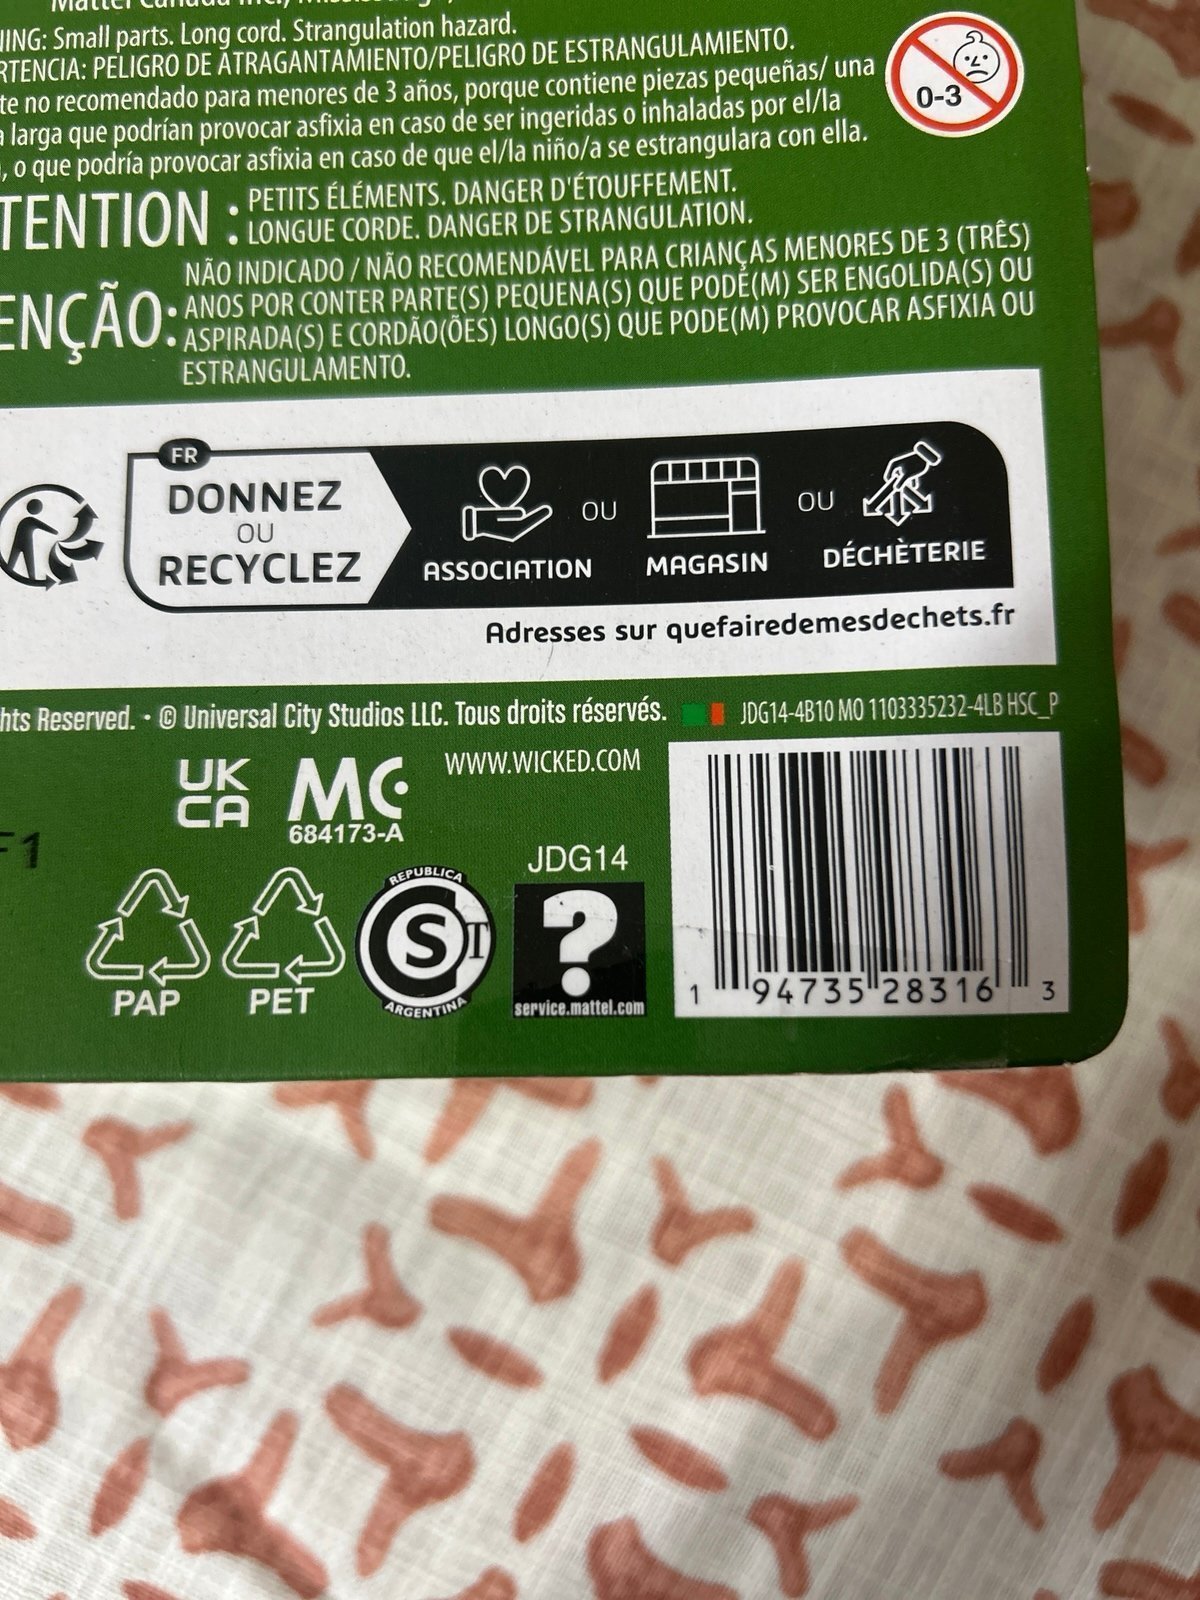 Mattel Canada Inc.,
NING: Small parts. Long cord. Strangulation hazard.
RTENCIA: PELIGRO DE ATRAGANTAMIENTO/PELIGRO DE ESTRANGULAMIENTO.
te no recomendado para menores de 3 años, porque contiene piezas pequeñas/ una
a larga que podrían provocar asfixia en caso de ser ingeridas o inhaladas por el/la
, o que podría provocar asfixia en caso de que el/la niño/a se estrangulara con ella.
0-3
TENTION : PETITS ÉLÉMENTS. DANGER D'ÉTOUFFEMENT.
LONGUE CORDE. DANGER DE STRANGULATION.
ENÇÃO: NÃO INDICADO / NÃO RECOMENDÁVEL PARA CRIANÇAS MENORES DE 3 (TRÊS)
ANOS POR CONTER PARTE(S) PEQUENA(S) QUE PODE(M) SER ENGOLIDA(S) OU
ASPIRADA(S) E CORDÃO(ÕES) LONGO(S) QUE PODE(M) PROVOCAR ASFIXIA OU
ESTRANGULAMENTO.
FR
DONNEZ
OU
RECYCLEZ
ASSOCIATION OU MAGASIN OU DÉCHÈTERIE
Adresses sur quefairedemesdechets.fr
hts Reserved. • © Universal City Studios LLC. Tous droits réservés. JDG14-4B10 MO 1103335232-4LB HSC_P
UK
CA
MC
684173-A
WWW.WICKED.COM
F1
JDG14
PAP
PET
REPUBLICA
S T
ARGENTINA
?
service.mattel.com
1 94735 28316 3